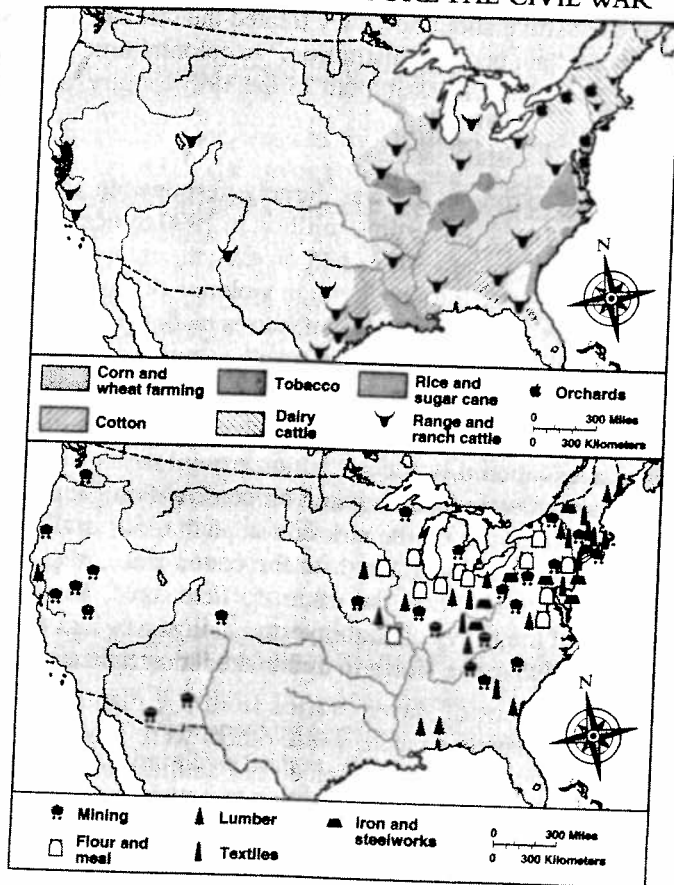 THE CIVIL WAR
N
Corn and
wheat farming
Tobacco
Rice and
sugar cane
Orchards
Cotton
Dairy
cattle
Range and
ranch cattle
0 300 Miles
0 300 Kilometers
N
Mining
Lumber
Iron and
steelworks
Flour and
meal
Textiles
0 300 Miles
0 300 Kilometers